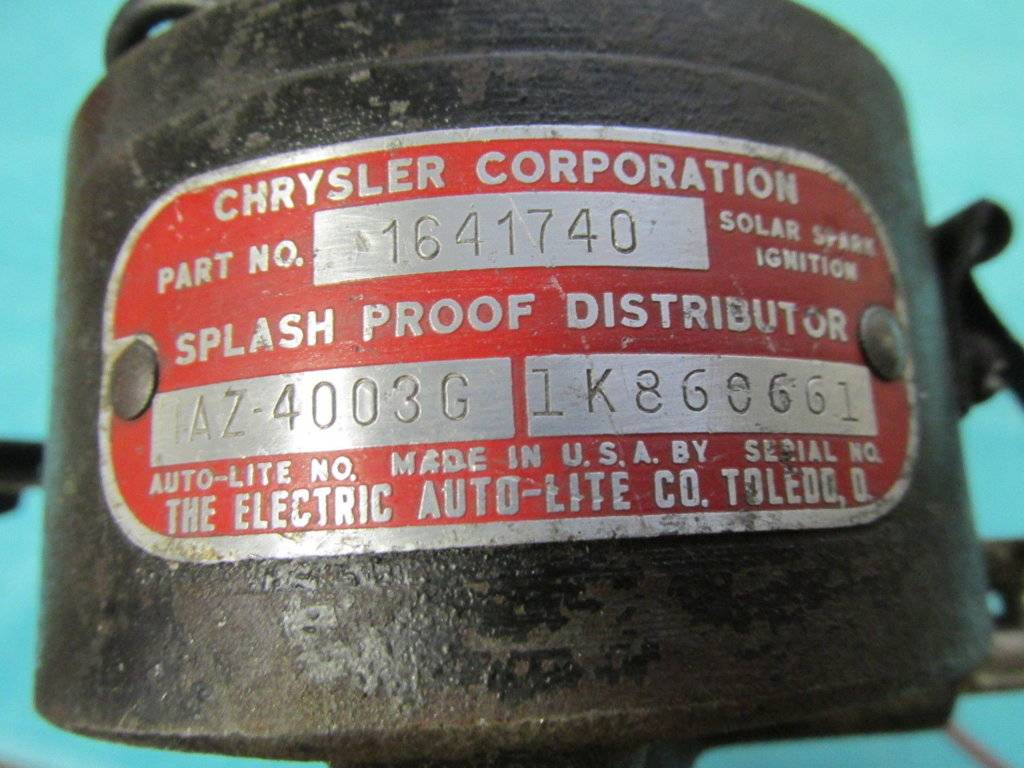 CHRYSLER CORPORATION
PART NO. 1641740
SOLAR SPARK
IGNITION
SPLASH PROOF DISTRIBUTOR
IAZ-4003G 1K868661
AUTO-LITE NO. MADE IN U.S.A. BY SERIAL NO.
THE ELECTRIC AUTO-LITE CO. TOLEDO, O.